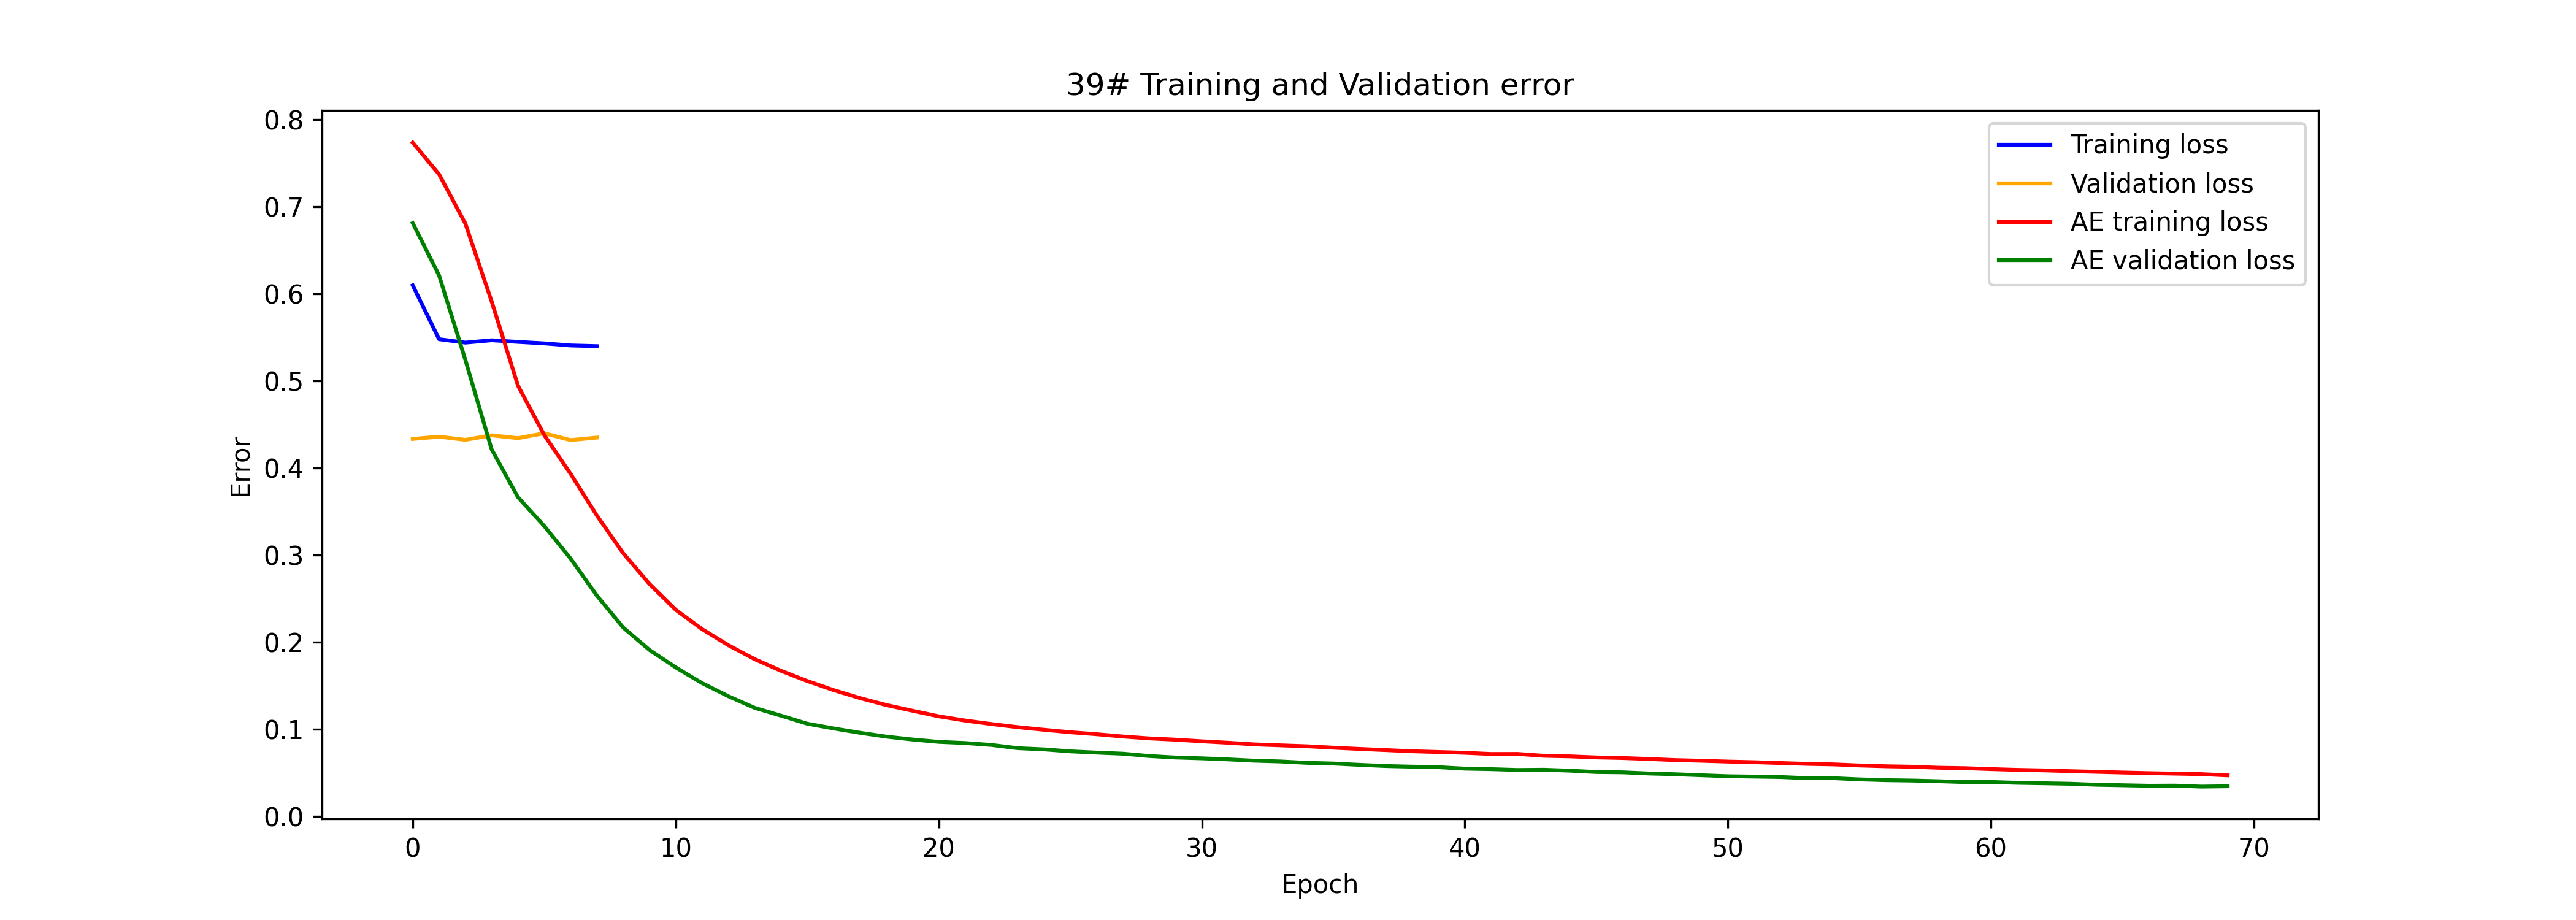 39# Training and Validation error
Training loss
Validation loss
AE training loss
AE validation loss
Error
0.8
0.7
0.6
0.5
0.4
0.3
0.2
0.1
0.0
0 10 20 30 40 50 60 70
Epoch